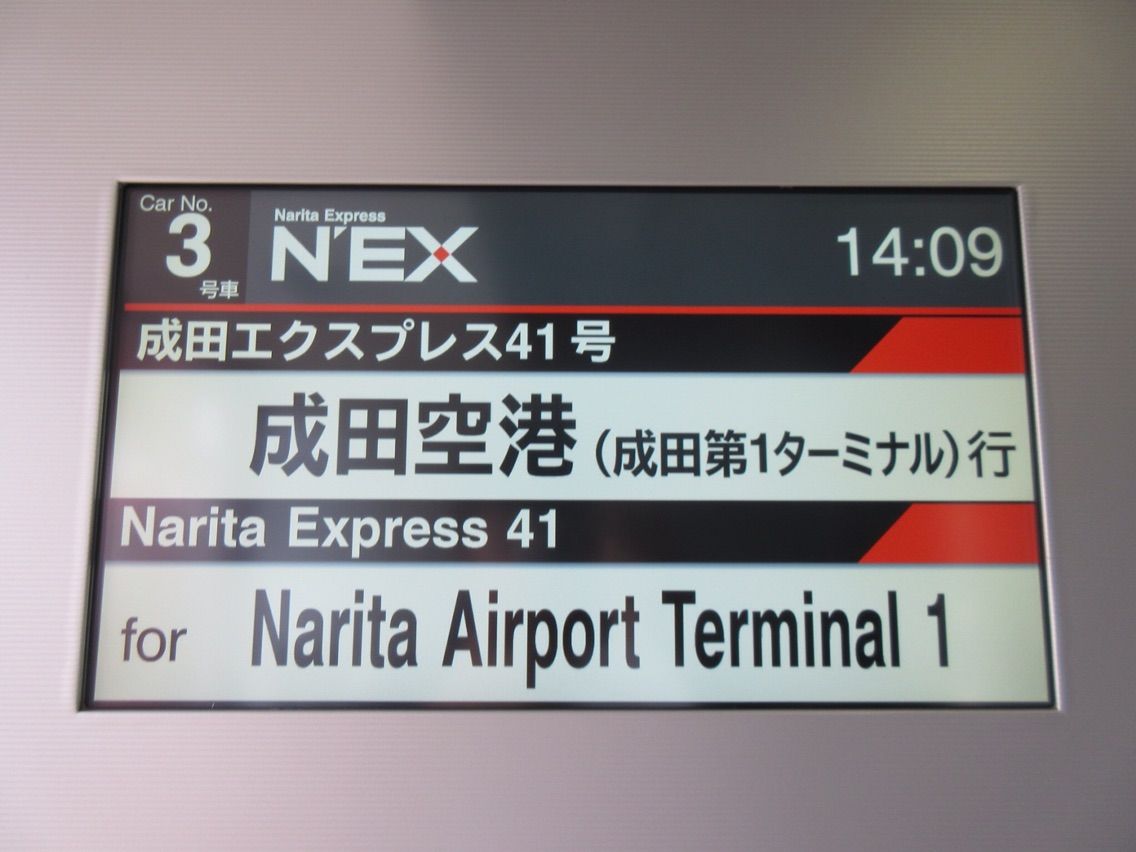 Car No.
3
号車
Narita Express
N'EX
14:09
成田エクスプレス41号
成田空港（成田第1ターミナル）行
Narita Express 41
for Narita Airport Terminal 1